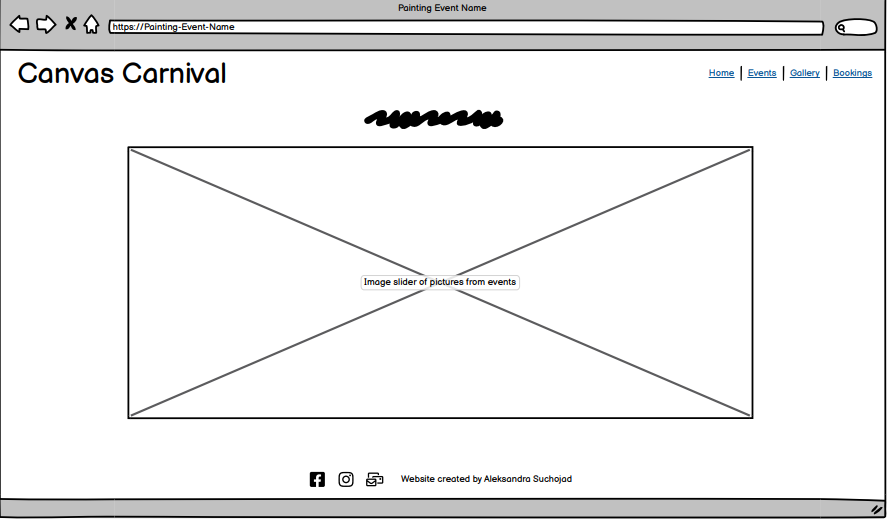 Painting Event Name
https://Painting-Event-Name
Canvas Carnival
Home | Events | Gallery | Bookings
Image slider of pictures from events
Website created by Aleksandra Suchojad